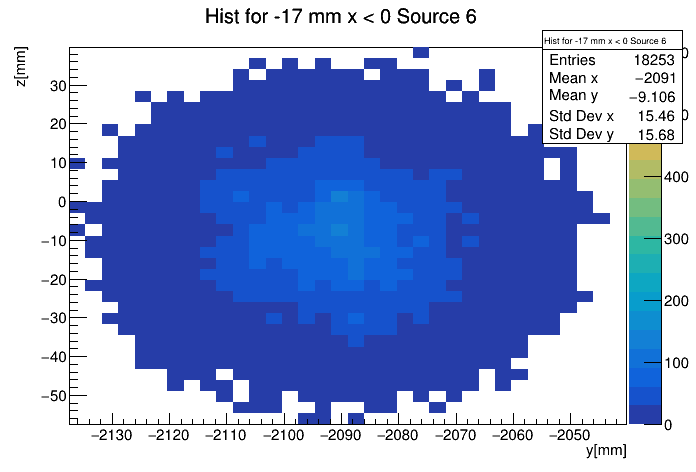 Hist for -17 mm x < 0 Source 6
z[mm]
Hist for -17 mm x < 0 Source 6
Entries 18253
Mean x −2091
Mean y −9.106
Std Dev x 15.46
Std Dev y 15.68
30
20
10
0
−10
−20
−30
−40
−50
0
0
400
300
200
100
0
−2130 −2120 −2110 −2100 −2090 −2080 −2070 −2060 −2050
y[mm]